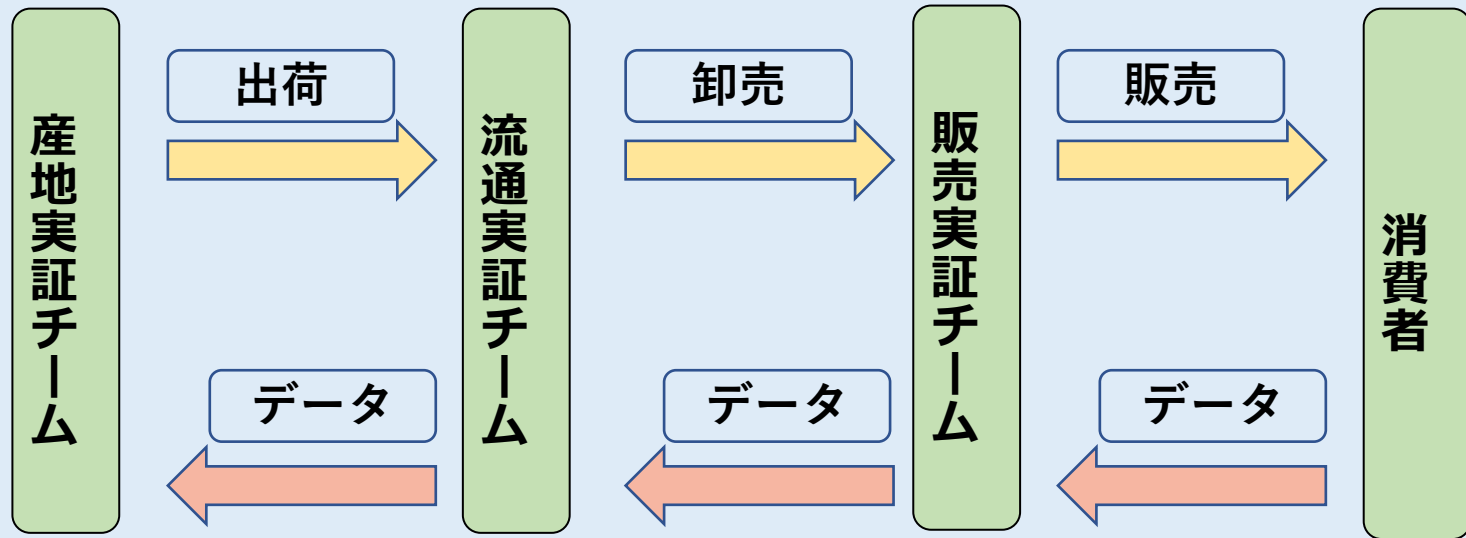 産地実証チーム
出荷
流通実証チーム
卸売
販売実証チーム
販売
消費者
データ
データ
データ